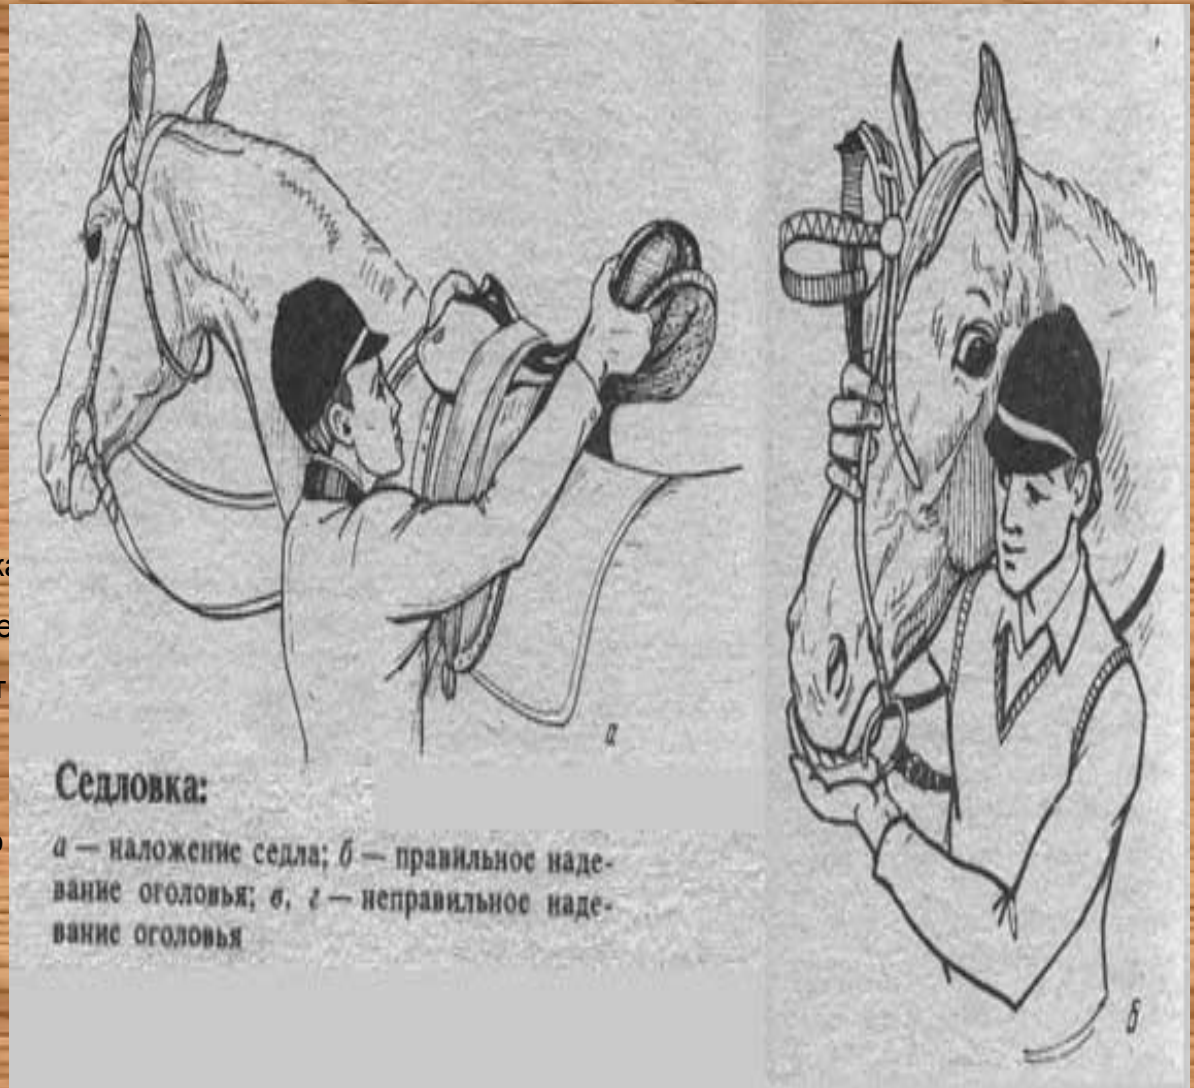 а
б
Седловка:
а — наложение седла; б — правильное наде-
вание оголовья; в, г — неправильное наде-
вание оголовья